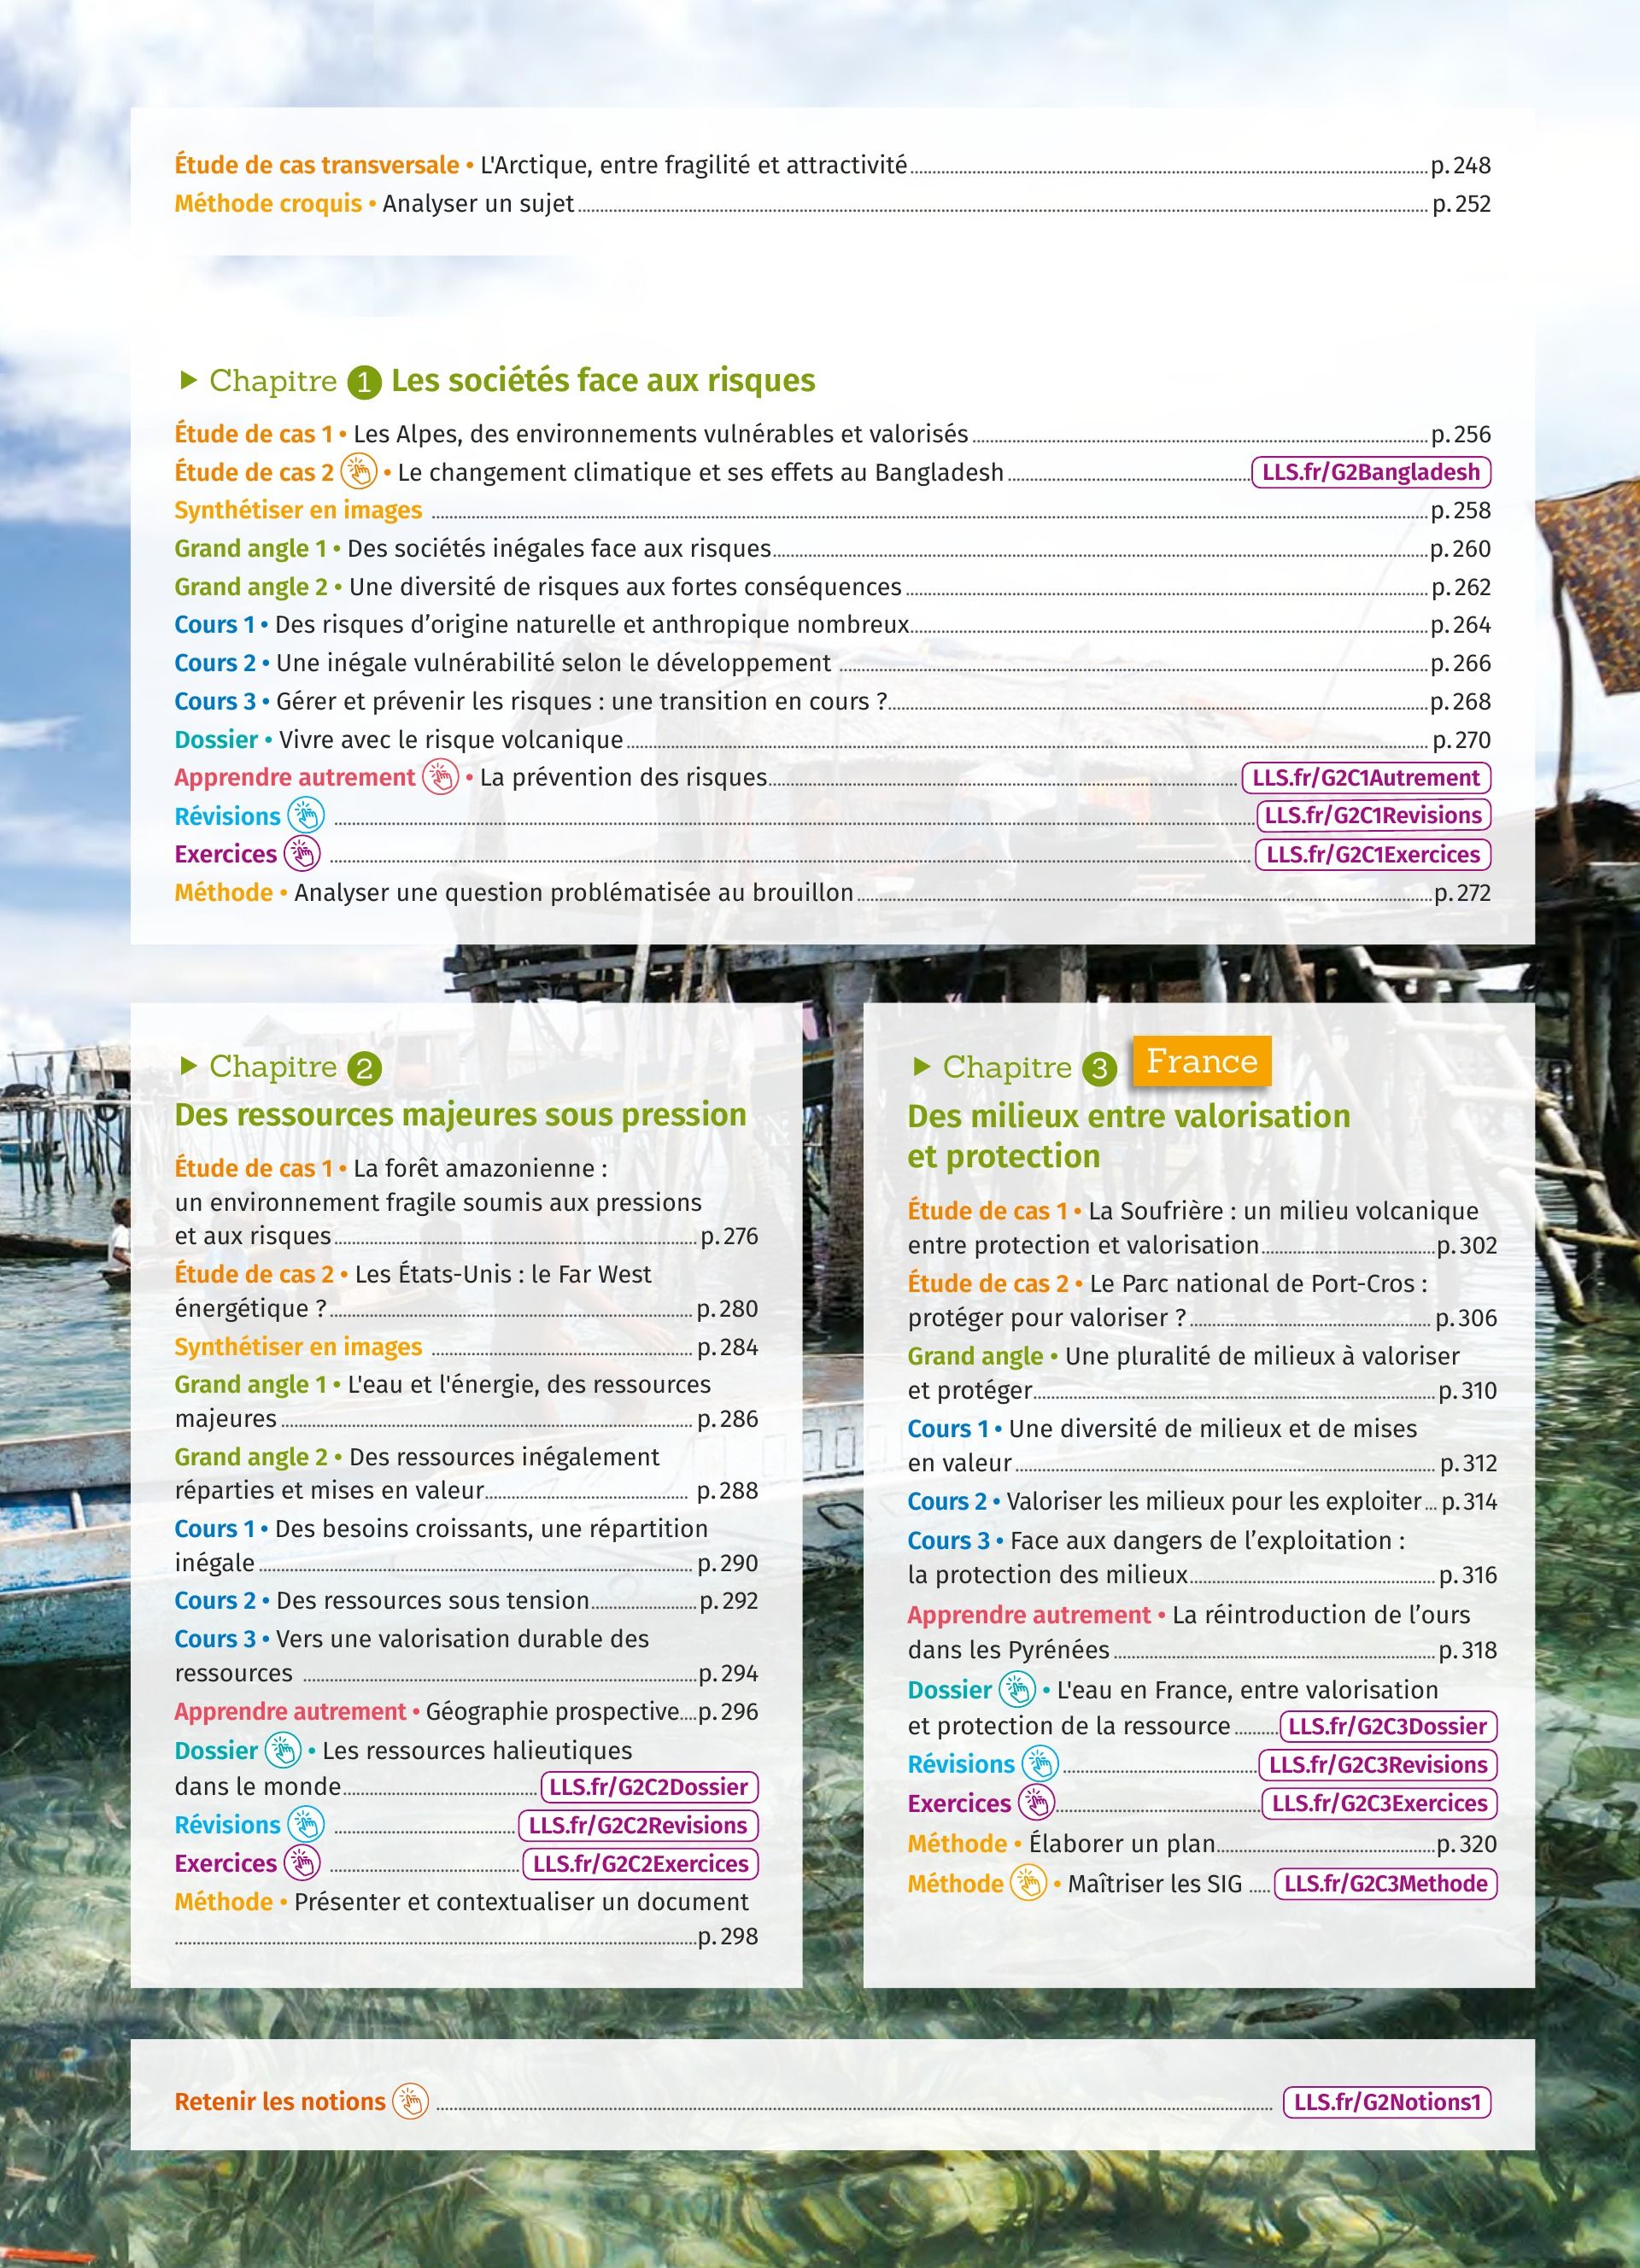 Étude de cas transversale • L'Arctique, entre fragilité et attractivité p. 248
Méthode croquis • Analyser un sujet p. 252
Chapitre 1 Les sociétés face aux risques
Étude de cas 1 • Les Alpes, des environnements vulnérables et valorisés p. 256
Étude de cas 2 • Le changement climatique et ses effets au Bangladesh LLS.fr/G2Bangladesh
Synthétiser en images p. 258
Grand angle 1 • Des sociétés inégales face aux risques p. 260
Grand angle 2 • Une diversité de risques aux fortes conséquences p. 262
Cours 1 • Des risques d’origine naturelle et anthropique nombreux p. 264
Cours 2 • Une inégale vulnérabilité selon le développement p. 266
Cours 3 • Gérer et prévenir les risques : une transition en cours ? p. 268
Dossier • Vivre avec le risque volcanique p. 270
Apprendre autrement • La prévention des risques LLS.fr/G2C1Autrement
Révisions LLS.fr/G2C1Revisions
Exercices LLS.fr/G2C1Exercices
Méthode • Analyser une question problématisée au brouillon p. 272
Chapitre 2
Des ressources majeures sous pression
Étude de cas 1 • La forêt amazonienne :
un environnement fragile soumis aux pressions
et aux risques p. 276
Étude de cas 2 • Les États-Unis : le Far West
énergétique ? p. 280
Synthétiser en images p. 284
Grand angle 1 • L'eau et l'énergie, des ressources
majeures p. 286
Grand angle 2 • Des ressources inégalement
réparties et mises en valeur p. 288
Cours 1 • Des besoins croissants, une répartition
inégale p. 290
Cours 2 • Des ressources sous tension p. 292
Cours 3 • Vers une valorisation durable des
ressources p. 294
Apprendre autrement • Géographie prospective p. 296
Dossier • Les ressources halieutiques
dans le monde LLS.fr/G2C2Dossier
Révisions LLS.fr/G2C2Revisions
Exercices LLS.fr/G2C2Exercices
Méthode • Présenter et contextualiser un document
p. 298
Chapitre 3 France
Des milieux entre valorisation
et protection
Étude de cas 1 • La Soufrière : un milieu volcanique
entre protection et valorisation p. 302
Étude de cas 2 • Le Parc national de Port-Cros :
protéger pour valoriser ? p. 306
Grand angle • Une pluralité de milieux à valoriser
et protéger p. 310
Cours 1 • Une diversité de milieux et de mises
en valeur p. 312
Cours 2 • Valoriser les milieux pour les exploiter p. 314
Cours 3 • Face aux dangers de l’exploitation :
la protection des milieux p. 316
Apprendre autrement • La réintroduction de l’ours
dans les Pyrénées p. 318
Dossier • L'eau en France, entre valorisation
et protection de la ressource LLS.fr/G2C3Dossier
Révisions LLS.fr/G2C3Revisions
Exercices LLS.fr/G2C3Exercices
Méthode • Élaborer un plan p. 320
Méthode • Maîtriser les SIG LLS.fr/G2C3Methode
Retenir les notions LLS.fr/G2Notions1